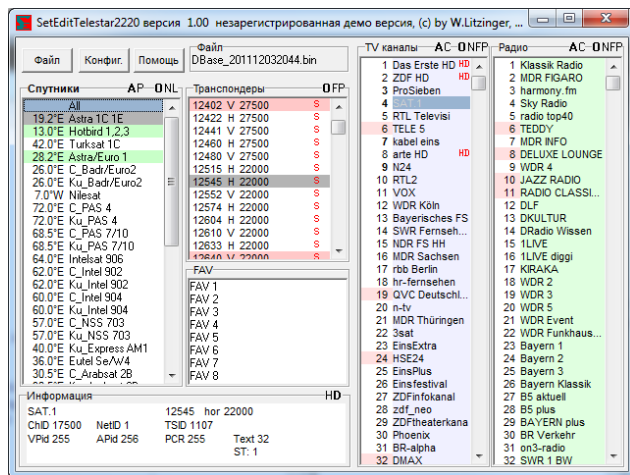 SetEditTelestar2220 версия 1.00 незарегистрированная демо версия, (c) by W.Litzinger, ...
Файл
Конфиг.
Помощь
Файл
DBase_201112032044.bin
Спутники AP ONL
All
19.2°E Astra 1C 1E
13.0°E Hotbird 1,2,3
42.0°E Turksat 1C
28.2°E Astra/Euro 1
26.0°E C_Badr/Euro2
26.0°E Ku_Badr/Euro2
7.0°W Nilesat
72.0°E C_PAS 4
72.0°E Ku_PAS 4
68.5°E C_PAS 7/10
68.5°E Ku_PAS 7/10
64.0°E Intelsat 906
62.0°E C_Intel 902
62.0°E Ku_Intel 902
60.0°E C_Intel 904
60.0°E Ku_Intel 904
57.0°E C_NSS 703
57.0°E Ku_NSS 703
40.0°E Ku_Express AM1
36.0°E Eutel Se/W4
30.5°E C_Arabsat 2B
Транспондеры OFP
12402 V 27500 S
12422 H 27500 S
12441 V 27500 S
12460 H 27500 S
12480 V 27500 S
12515 H 22000 S
12545 H 22000 S
12552 V 22000 S
12574 H 22000 S
12604 H 22000 S
12610 V 22000 S
12633 H 22000 S
12640 V 22000 S
FAV
FAV 1
FAV 2
FAV 3
FAV 4
FAV 5
FAV 6
FAV 7
FAV 8
TV каналы AC ONFP
1 Das Erste HD HD
2 ZDF HD HD
3 ProSieben
4 SAT.1
5 RTL Televisi
6 TELE 5
7 kabel eins
8 arte HD HD
9 N24
10 RTL2
11 VOX
12 WDR Köln
13 Bayerisches FS
14 SWR Fernseh...
15 NDR FS HH
16 MDR Sachsen
17 rbb Berlin
18 hr-fernsehen
19 QVC Deutschl...
20 n-tv
21 MDR Thüringen
22 3sat
23 EinsExtra
24 HSE24
25 EinsPlus
26 Einsfestival
27 ZDFinfokanal
28 zdf_neo
29 ZDFtheaterkana
30 Phoenix
31 BR-alpha
32 DMAX
Радио AC ONFP
1 Klassik Radio
2 MDR FIGARO
3 harmony.fm
4 Sky Radio
5 radio top40
6 TEDDY
7 MDR INFO
8 DELUXE LOUNGE
9 WDR 4
10 JAZZ RADIO
11 RADIO CLASSI...
12 DLF
13 DKULTUR
14 DRadio Wissen
15 1LIVE
16 1LIVE diggi
17 KIRAKA
18 WDR 2
19 WDR 3
20 WDR 5
21 WDR Event
22 WDR Funkhaus...
23 Bayern 1
24 Bayern 2
25 Bayern 3
26 Bayern Klassik
27 B5 aktuell
28 B5 plus
29 BAYERN plus
30 BR Verkehr
31 on3-radio
32 SWR 1 BW
Информация HD
SAT.1 12545 hor 22000
ChID 17500 NetID 1 TSID 1107
VPid 255 APid 256 PCR 255 Text 32
ST: 1